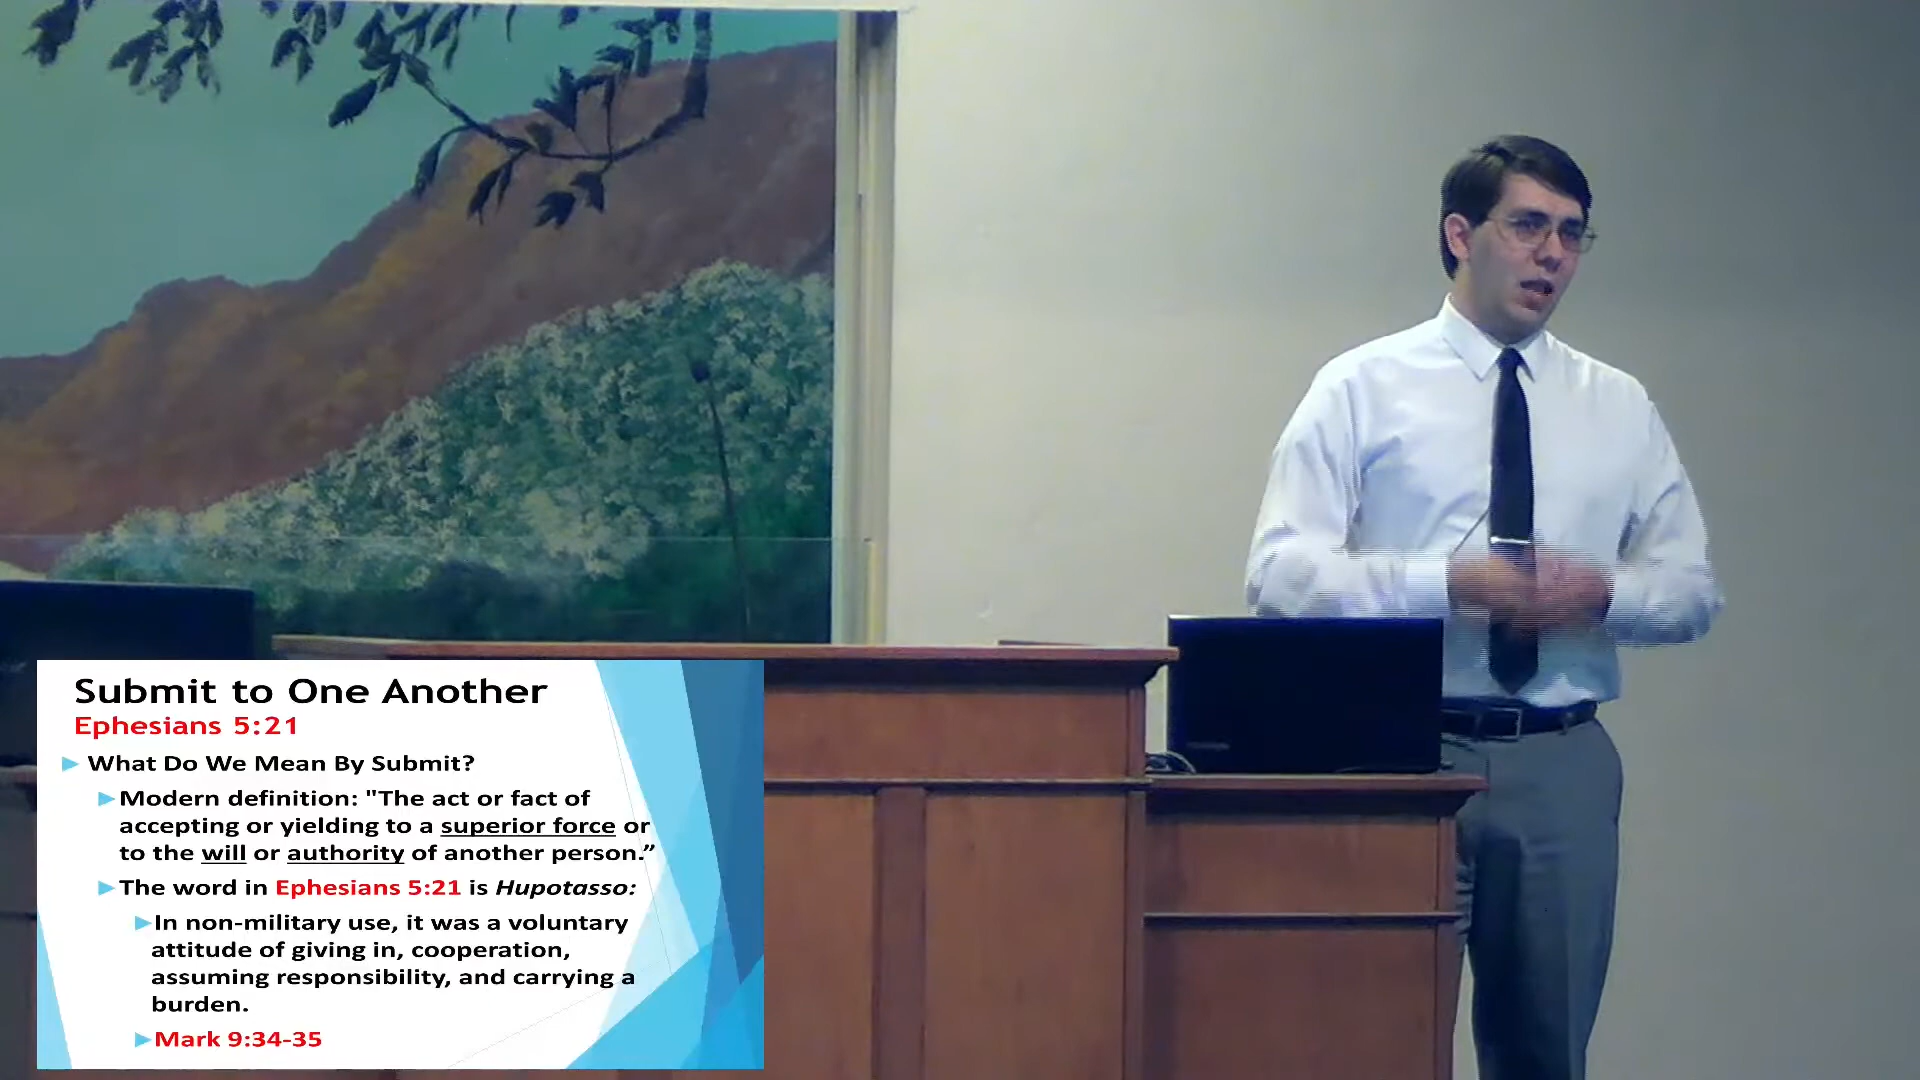 Submit to One Another
Ephesians 5:21
What Do We Mean By Submit?
Modern definition: "The act or fact of
accepting or yielding to a superior force or
to the will or authority of another person.”
The word in Ephesians 5:21 is Hupotasso:
In non-military use, it was a voluntary
attitude of giving in, cooperation,
assuming responsibility, and carrying a
burden.
Mark 9:34-35